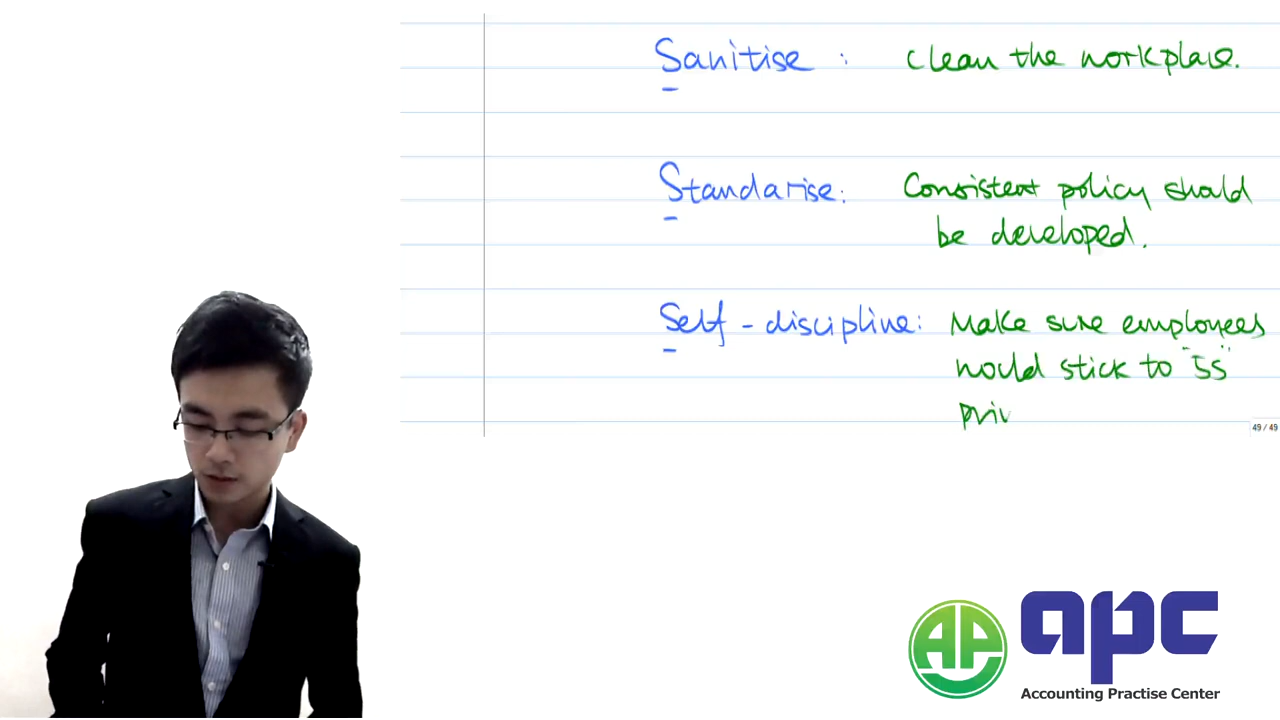 Sanitise : clean the workplace.
Standarise: Consistent policy should
be developed.
Self-discipline: Make sure employees
would stick to "5S"
49 / 49
AP
apc
Accounting Practise Center